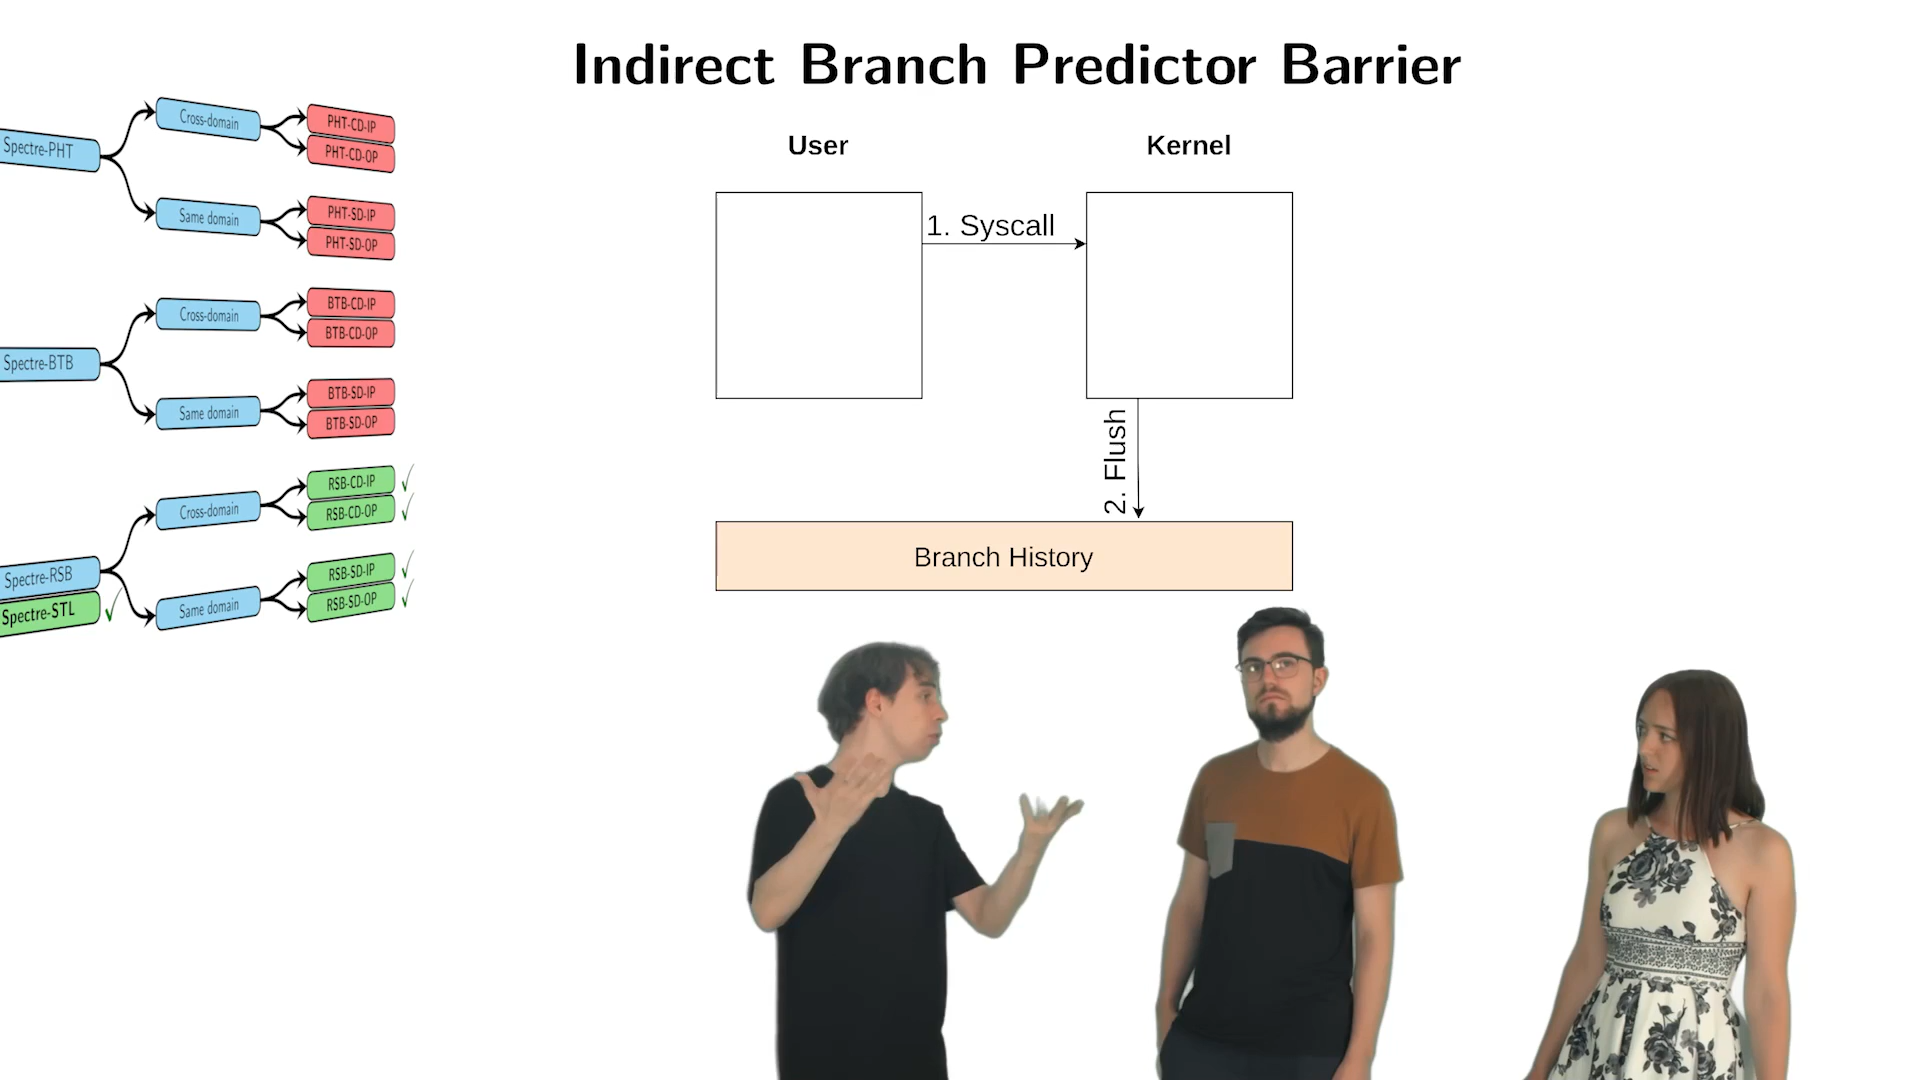 Indirect Branch Predictor Barrier
Spectre-PHT
Cross-domain
PHT-CD-IP
PHT-CD-OP
Same domain
PHT-SD-IP
PHT-SD-OP
Spectre-BTB
Cross-domain
BTB-CD-IP
BTB-CD-OP
Same domain
BTB-SD-IP
BTB-SD-OP
Spectre-RSB
Cross-domain
RSB-CD-IP
RSB-CD-OP
Same domain
RSB-SD-IP
RSB-SD-OP
Spectre-STL
User
Kernel
1. Syscall
2. Flush
Branch History